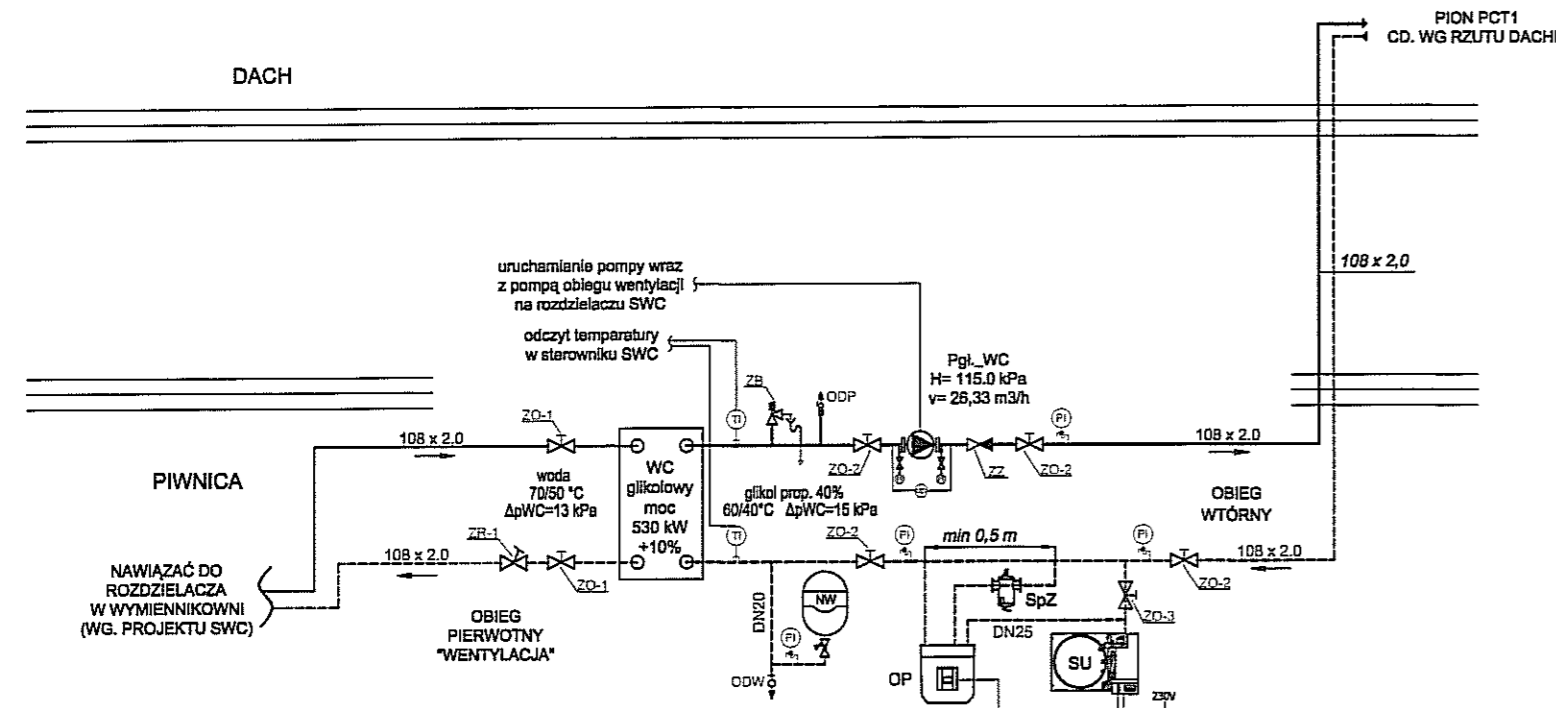 PION PCT1
CD. WG RZUTU DACH
DACH
108 x 2,0
uruchamianie pompy wraz
z pompą obiegu wentylacji
na rozdzielaczu SWC
odczyt temparatury
w sterowniku SWC
Pgł._WC
H= 115.0 kPa
v= 26,33 m3/h
ZB
ODP
TI
PI
ZO-1
108 x 2.0
ZO-2
ZZ
ZO-2
108 x 2.0
PIWNICA
woda
70/50 °C
ΔpWC=13 kPa
WC
glikolowy
moc
530 kW
+10%
glikol prop. 40%
60/40°C ΔpWC=15 kPa
OBIEG
WTÓRNY
ZR-1
108 x 2.0
ZO-1
TI
ZO-2
PI
min 0,5 m
PI
108 x 2.0
ZO-2
NAWIĄZAĆ DO
ROZDZIELACZA
W WYMIENNIKOWNI
(WG. PROJEKTU SWC)
OBIEG
PIERWOTNY
"WENTYLACJA"
DN20
NW
PI
SpZ
ZO-3
DN25
ODW
OP
SU
230V